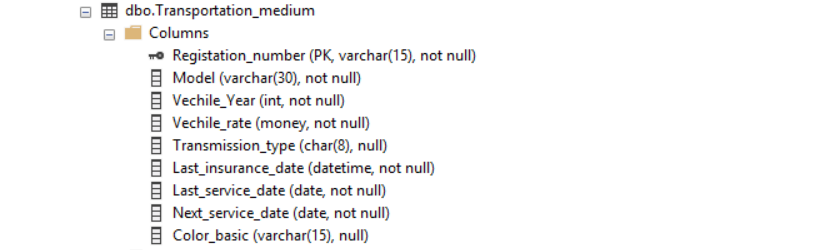 dbo.Transportation_medium
Columns
Registation_number (PK, varchar(15), not null)
Model (varchar(30), not null)
Vechile_Year (int, not null)
Vechile_rate (money, not null)
Transmission_type (char(8), null)
Last_insurance_date (datetime, not null)
Last_service_date (date, not null)
Next_service_date (date, not null)
Color_basic (varchar(15), null)